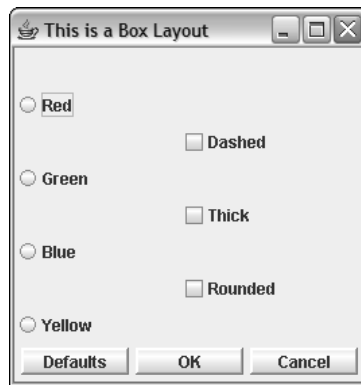 This is a Box Layout
Red
Dashed
Green
Thick
Blue
Rounded
Yellow
Defaults OK Cancel